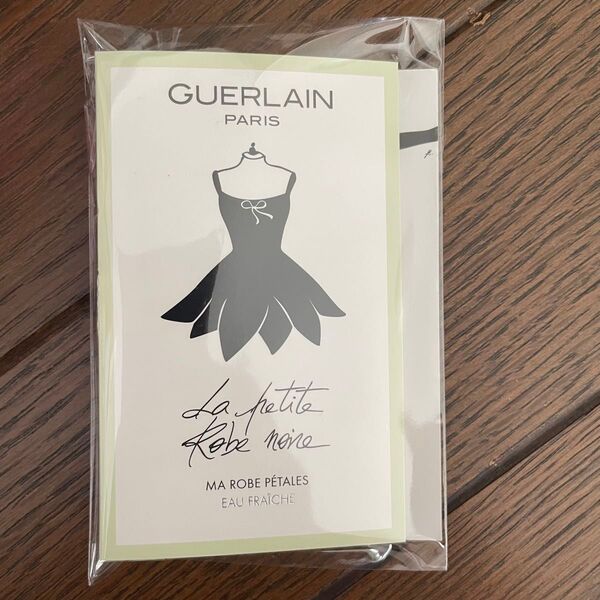 GUERLAIN
PARIS
La petite
Robe noire
MA ROBE PÉTALES
EAU FRAÎCHE